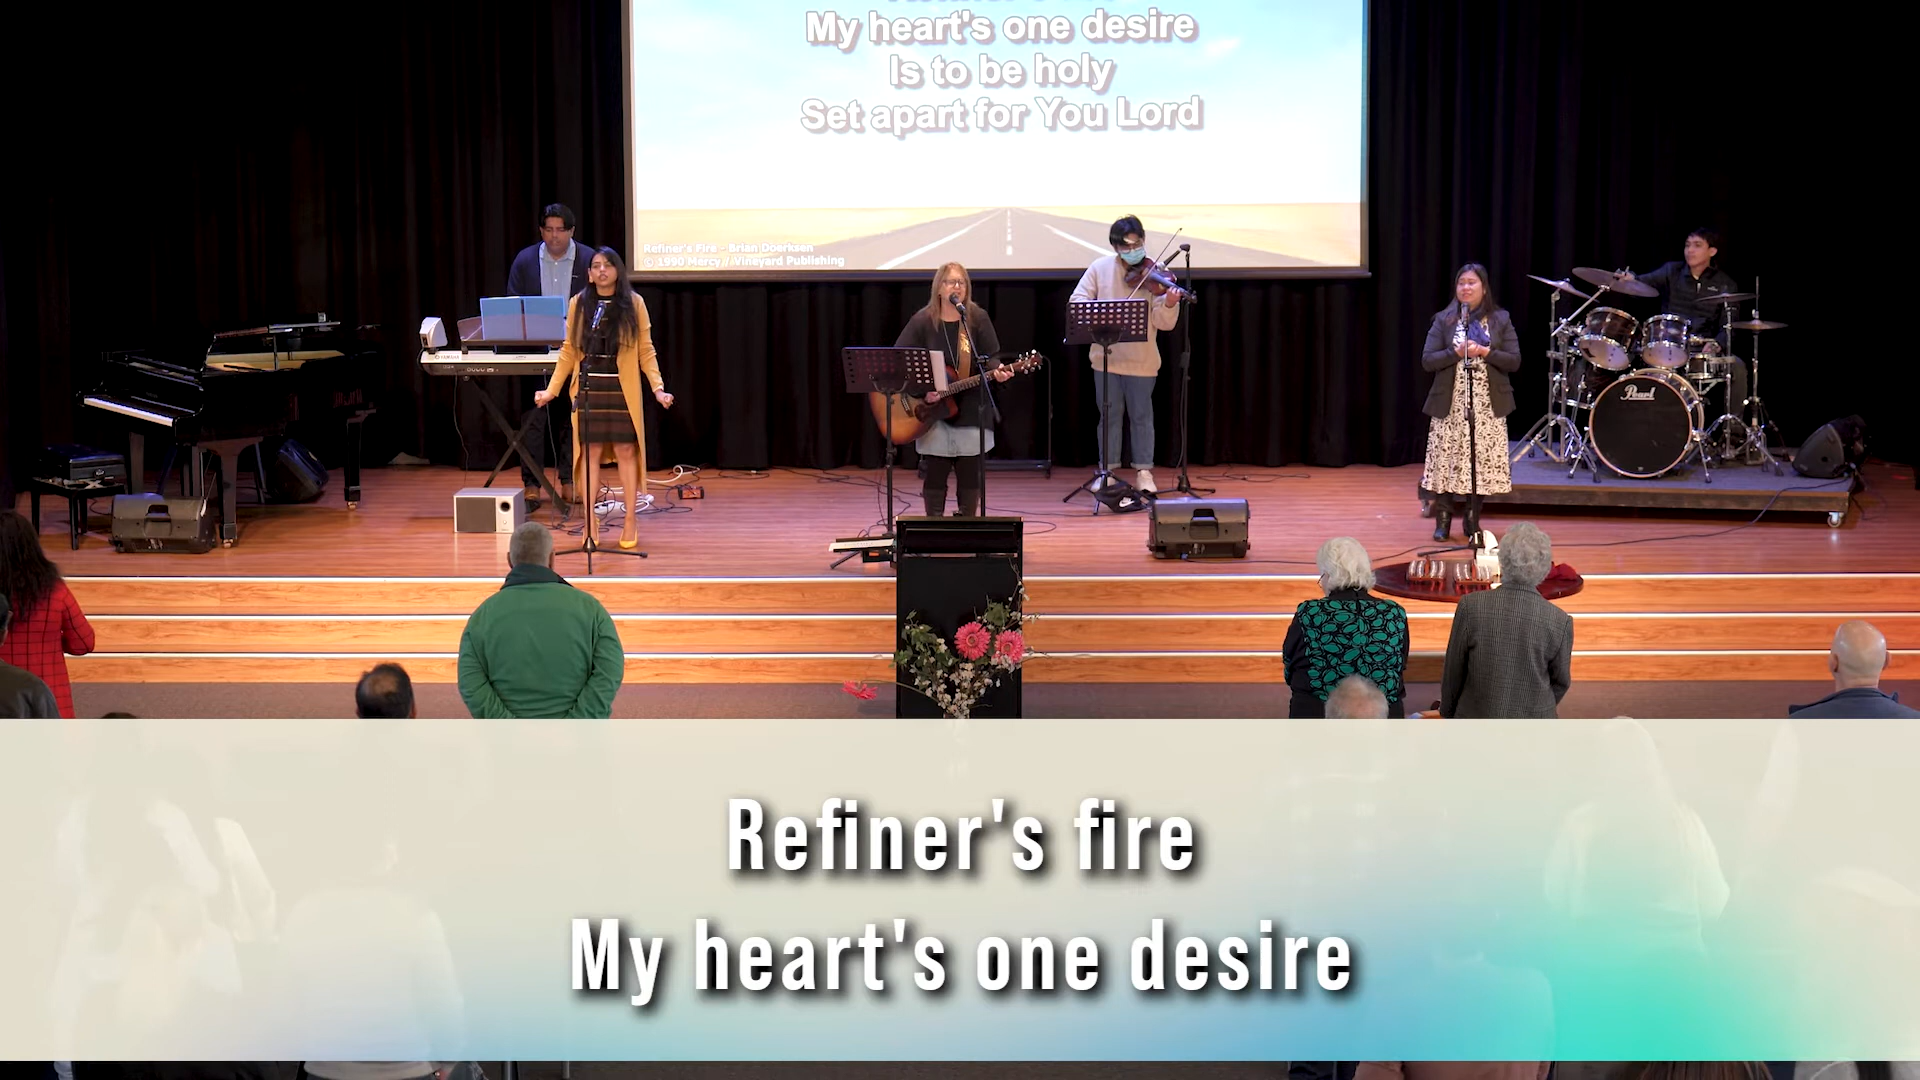 My heart's one desire
Is to be holy
Set apart for You Lord
Refiner's Fire - Brian Doerksen
© 1990 Mercy / Vineyard Publishing
YAMAHA
Pearl
Refiner's fire
My heart's one desire